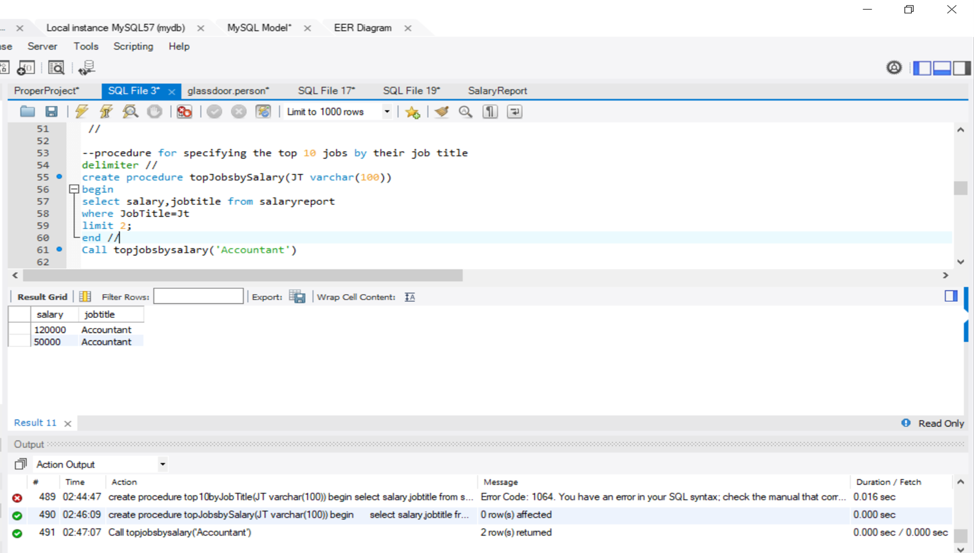 Local instance MySQL57 (mydb) MySQL Model* EER Diagram
se Server Tools Scripting Help
ProperProject* SQL File 3* glassdoor.person* SQL File 17* SQL File 19* SalaryReport
Limit to 1000 rows
51 //
52
53 --procedure for specifying the top 10 jobs by their job title
54 delimiter //
55 create procedure topJobsbySalary(JT varchar(100))
56 begin
57 select salary,jobtitle from salaryreport
58 where JobTitle=Jt
59 limit 2;
60 end //
61 Call topjobsbysalary('Accountant')
62
Result Grid Filter Rows: Export: Wrap Cell Content:
salary jobtitle
120000 Accountant
50000 Accountant
Result 11 Read Only
Output
Action Output
# Time Action Message Duration / Fetch
489 02:44:47 create procedure top10byJobTitle(JT varchar(100)) begin select salary,jobtitle from s... Error Code: 1064. You have an error in your SQL syntax; check the manual that corr... 0.016 sec
490 02:46:09 create procedure topJobsbySalary(JT varchar(100)) begin select salary,jobtitle fr... 0 row(s) affected 0.000 sec
491 02:47:07 Call topjobsbysalary('Accountant') 2 row(s) returned 0.000 sec / 0.000 sec